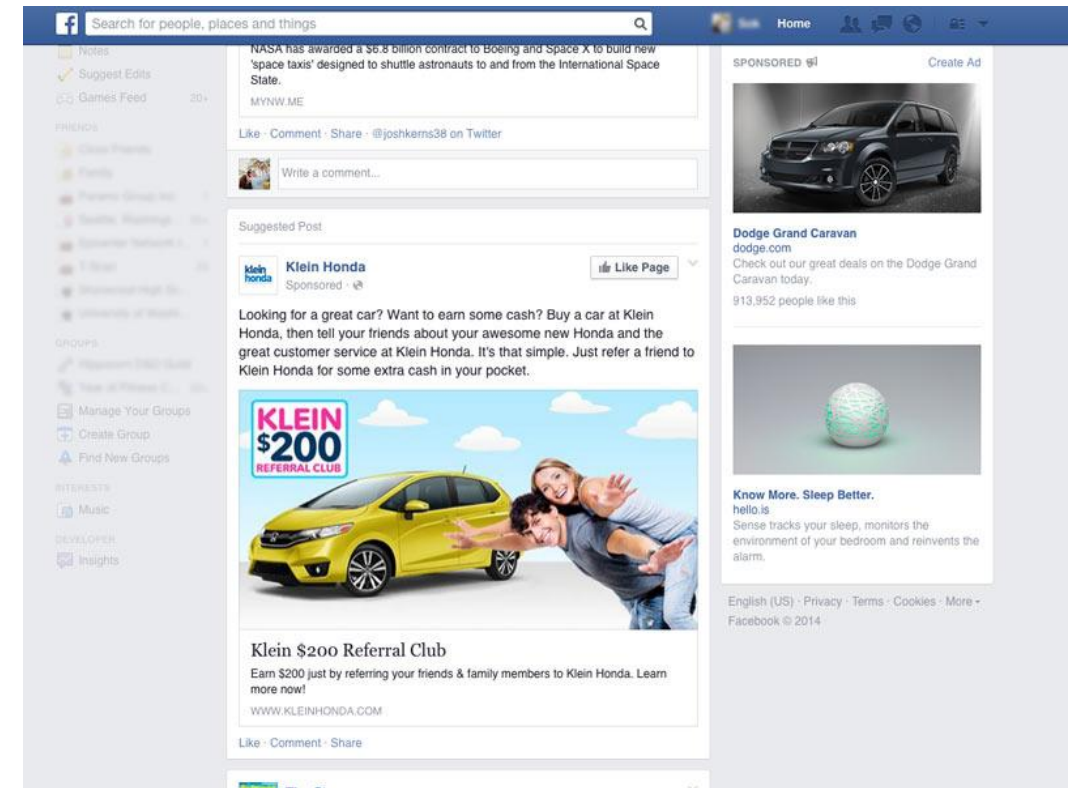 Search for people, places and things
Home
Notes
Suggest Edits
Games Feed 20+
FRIENDS
Close Friends
Family
GROUPS
Manage Your Groups
Create Group
Find New Groups
INTERESTS
Music
DEVELOPER
Insights
NASA has awarded a $6.8 billion contract to Boeing and Space X to build new
'space taxis' designed to shuttle astronauts to and from the International Space
State.
MYNW.ME
Like · Comment · Share · @joshkerns38 on Twitter
Write a comment...
Suggested Post
klein
honda
Klein Honda
Sponsored ·
Like Page
Looking for a great car? Want to earn some cash? Buy a car at Klein
Honda, then tell your friends about your awesome new Honda and the
great customer service at Klein Honda. It's that simple. Just refer a friend to
Klein Honda for some extra cash in your pocket.
KLEIN
$200
REFERRAL CLUB
Klein $200 Referral Club
Earn $200 just by referring your friends & family members to Klein Honda. Learn
more now!
WWW.KLEINHONDA.COM
Like · Comment · Share
SPONSORED
Create Ad
Dodge Grand Caravan
dodge.com
Check out our great deals on the Dodge Grand
Caravan today.
913,952 people like this
Know More. Sleep Better.
hello.is
Sense tracks your sleep, monitors the
environment of your bedroom and reinvents the
alarm.
English (US) · Privacy · Terms · Cookies · More
Facebook © 2014